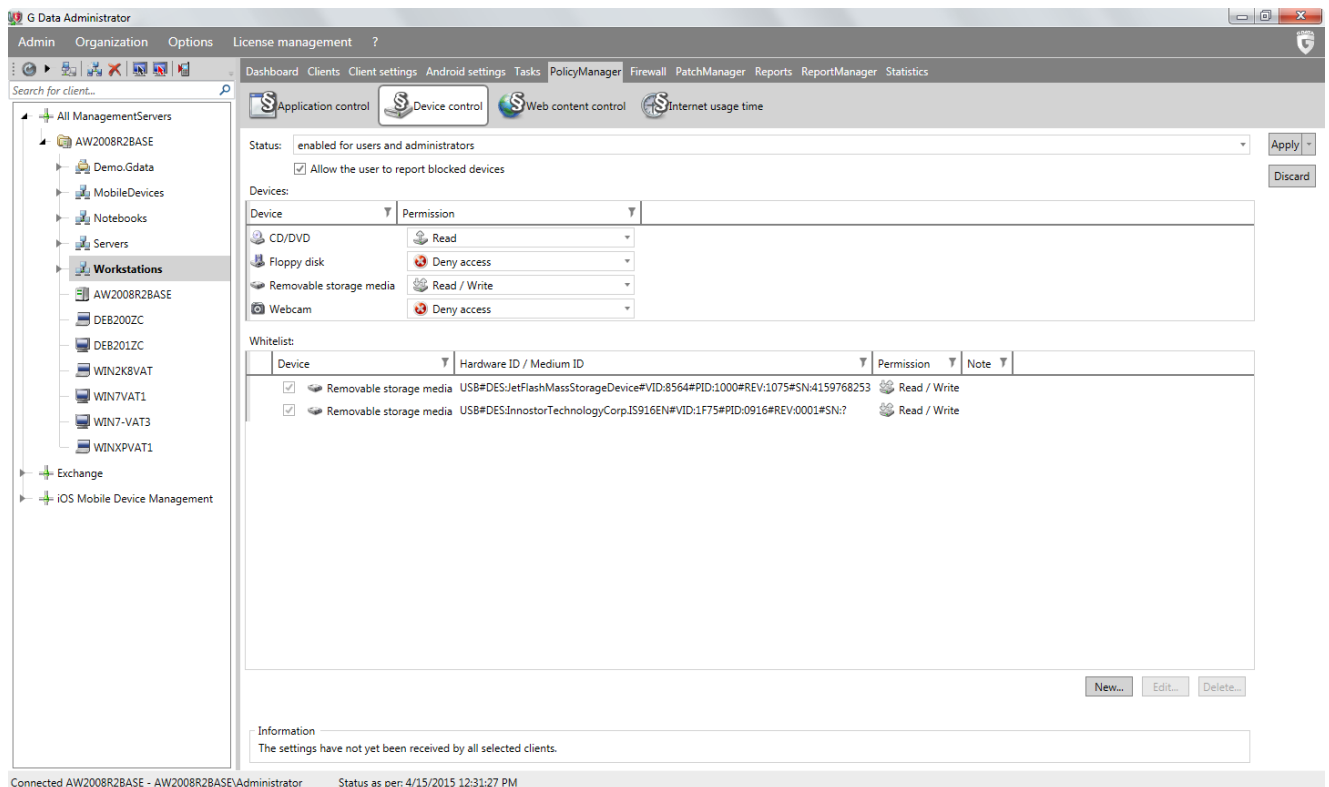 G Data Administrator
Admin Organization Options License management ?
Dashboard Clients Client settings Android settings Tasks PolicyManager Firewall PatchManager Reports ReportManager Statistics
Search for client...
Application control Device control Web content control Internet usage time
All ManagementServers
AW2008R2BASE
Demo.Gdata
MobileDevices
Notebooks
Servers
Workstations
AW2008R2BASE
DEB200ZC
DEB201ZC
WIN2K8VAT
WIN7VAT1
WIN7-VAT3
WINXPVAT1
Exchange
iOS Mobile Device Management
Status: enabled for users and administrators
Apply
Allow the user to report blocked devices
Discard
Devices:
Device Permission
CD/DVD Read
Floppy disk Deny access
Removable storage media Read / Write
Webcam Deny access
Whitelist:
Device Hardware ID / Medium ID Permission Note
Removable storage media USB#DES:JetFlashMassStorageDevice#VID:8564#PID:1000#REV:1075#SN:4159768253 Read / Write
Removable storage media USB#DES:InnostorTechnologyCorp.IS916EN#VID:1F75#PID:0916#REV:0001#SN:? Read / Write
New... Edit... Delete...
Information
The settings have not yet been received by all selected clients.
Connected AW2008R2BASE - AW2008R2BASE\Administrator Status as per: 4/15/2015 12:31:27 PM